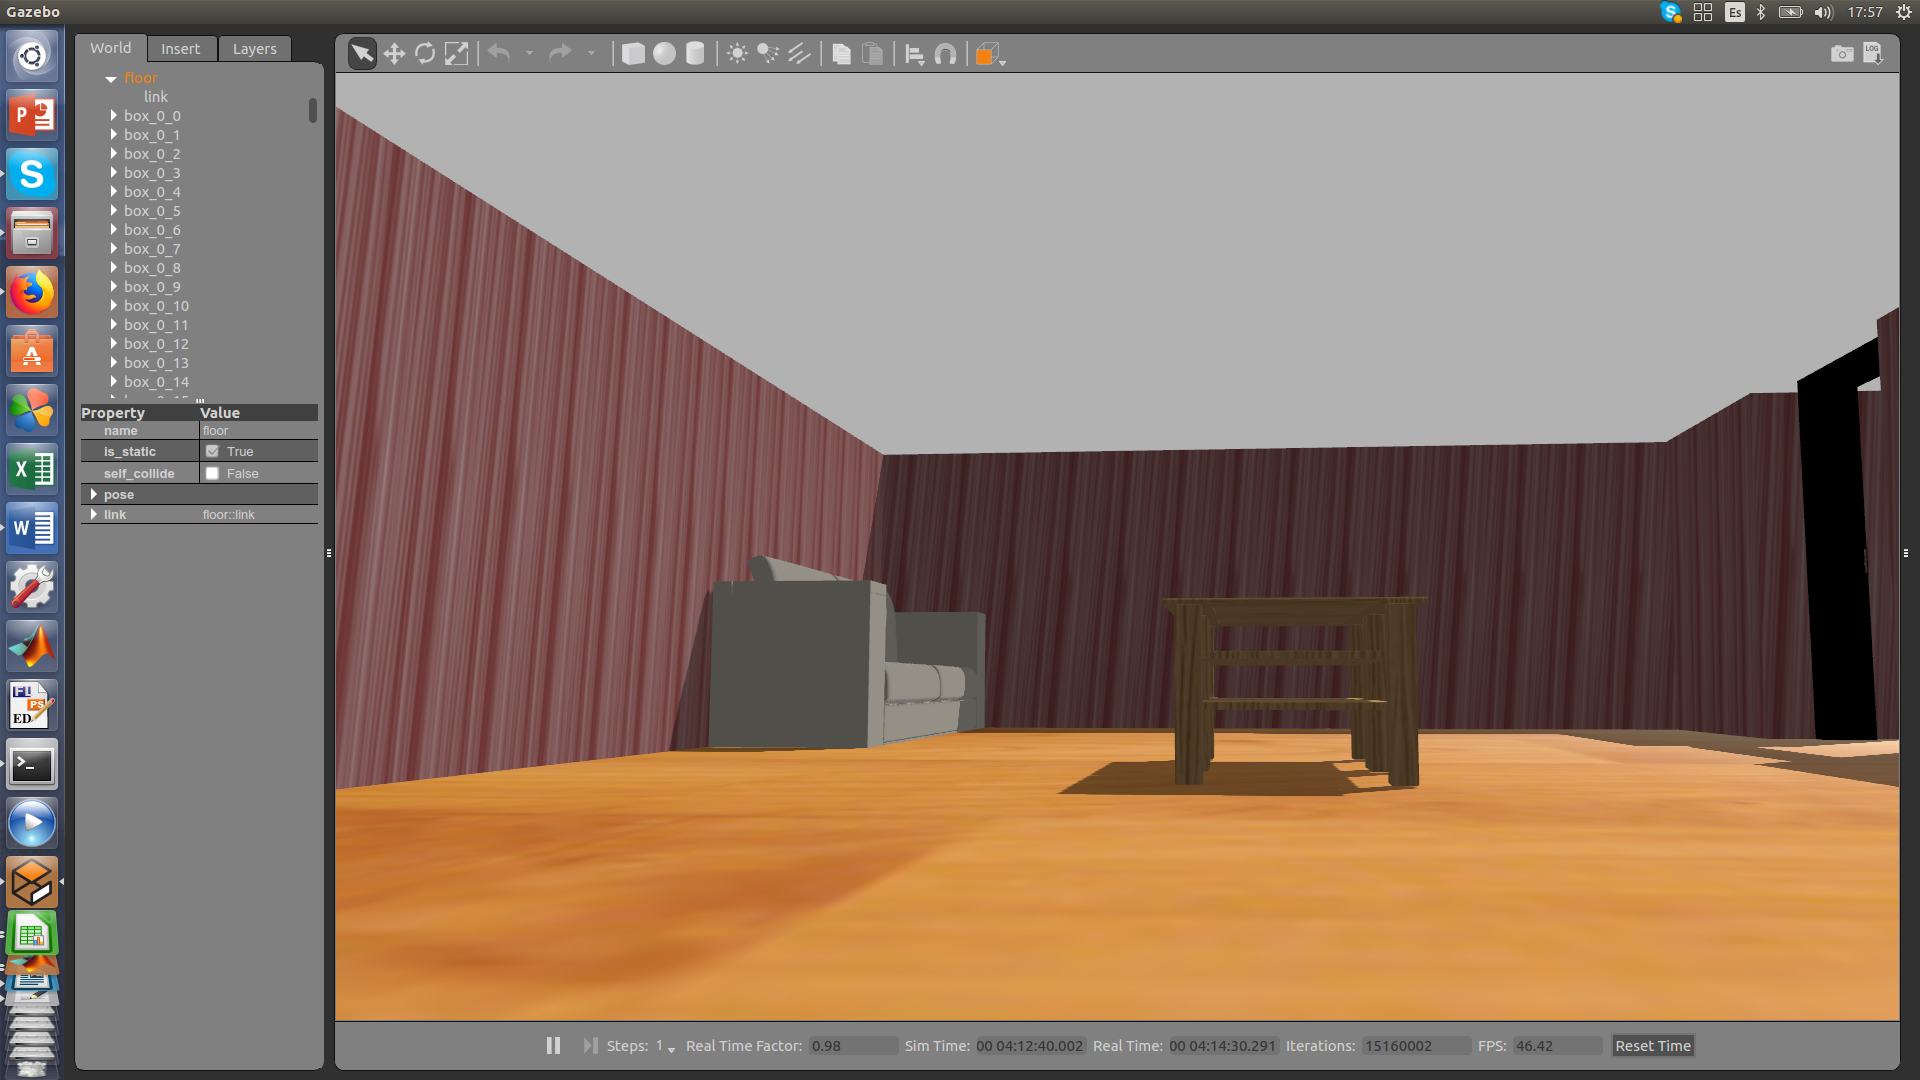 Gazebo
Es
17:57
World Insert Layers
LOG
floor
link
box_0_0
box_0_1
box_0_2
box_0_3
box_0_4
box_0_5
box_0_6
box_0_7
box_0_8
box_0_9
box_0_10
box_0_11
box_0_12
box_0_13
box_0_14
Property Value
name floor
is_static True
self_collide False
pose
link floor::link
Steps: 1 Real Time Factor: 0.98 Sim Time: 00 04:12:40.002 Real Time: 00 04:14:30.291 Iterations: 15160002 FPS: 46.42 Reset Time